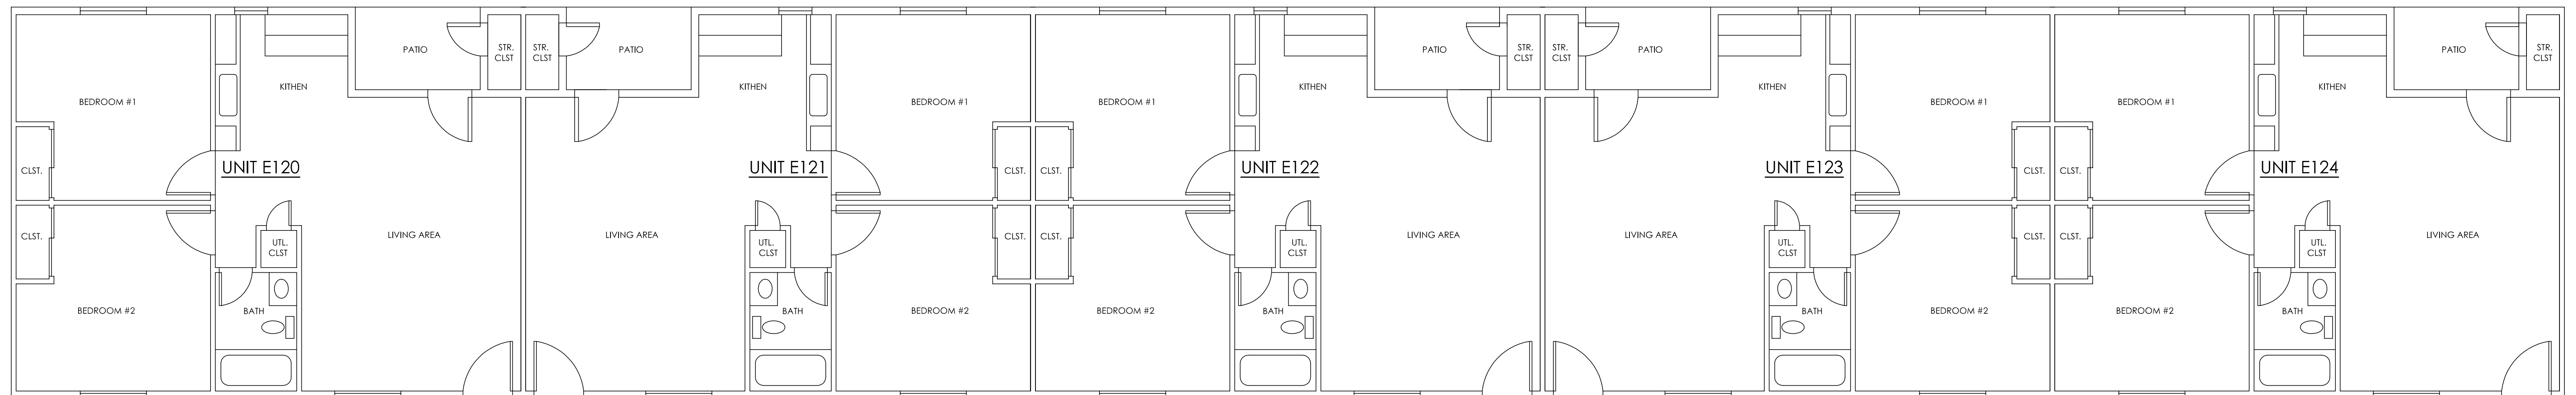 PATIO
STR.
CLST
STR.
CLST
PATIO
PATIO
STR.
CLST
STR.
CLST
PATIO
PATIO
STR.
CLST
KITHEN
KITHEN
KITHEN
KITHEN
KITHEN
BEDROOM #1
BEDROOM #1
BEDROOM #1
BEDROOM #1
BEDROOM #1
CLST.
UNIT E120
UNIT E121
CLST.
CLST.
UNIT E122
UNIT E123
CLST.
CLST.
UNIT E124
CLST.
UTL.
CLST
LIVING AREA
LIVING AREA
UTL.
CLST
CLST.
CLST.
UTL.
CLST
LIVING AREA
LIVING AREA
UTL.
CLST
CLST.
CLST.
UTL.
CLST
LIVING AREA
BEDROOM #2
BATH
BATH
BEDROOM #2
BEDROOM #2
BATH
BATH
BEDROOM #2
BEDROOM #2
BATH